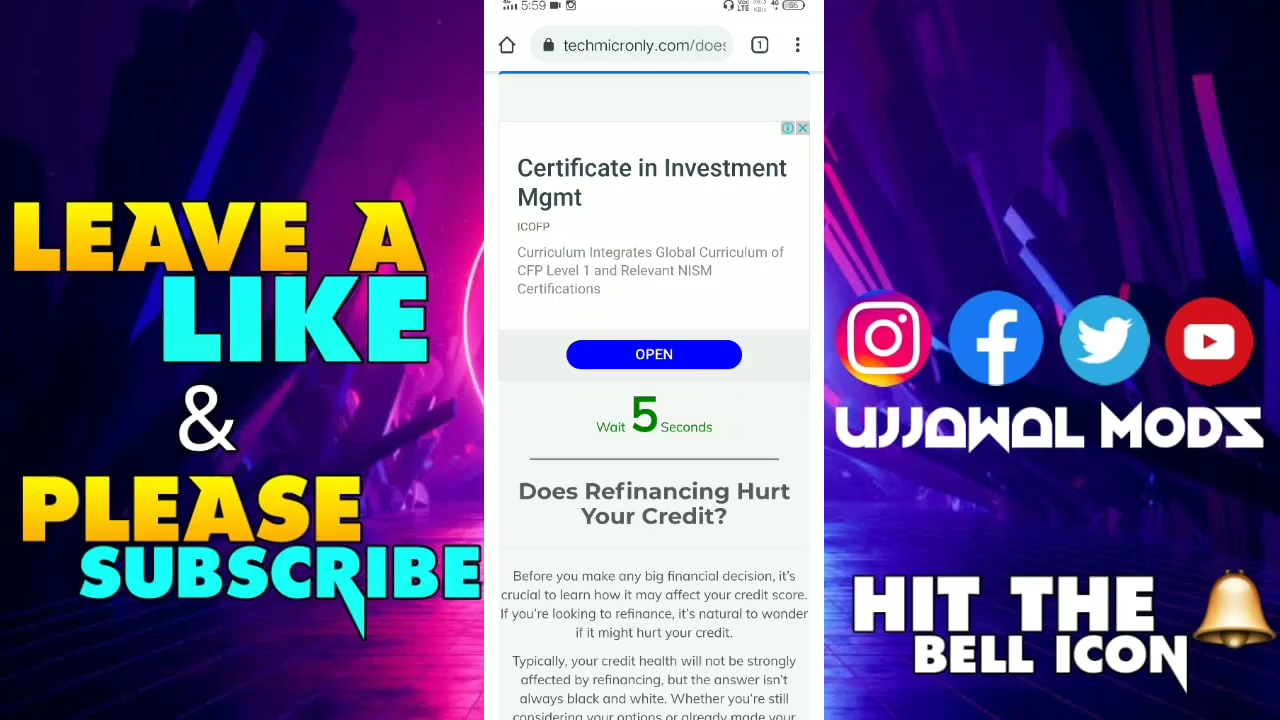 LEAVE A
LIKE
&
PLEASE
SUBSCRIBE
5:59
56
techmicronly.com/does
1
Certificate in Investment
Mgmt
ICOFP
Curriculum Integrates Global Curriculum of
CFP Level 1 and Relevant NISM
Certifications
OPEN
Wait 5 Seconds
Does Refinancing Hurt
Your Credit?
Before you make any big financial decision, it's
crucial to learn how it may affect your credit score.
If you're looking to refinance, it's natural to wonder
if it might hurt your credit.
Typically, your credit health will not be strongly
affected by refinancing, but the answer isn't
always black and white. Whether you're still
considering your options or already made your
UJJAWAL MODS
HIT THE
BELL ICON